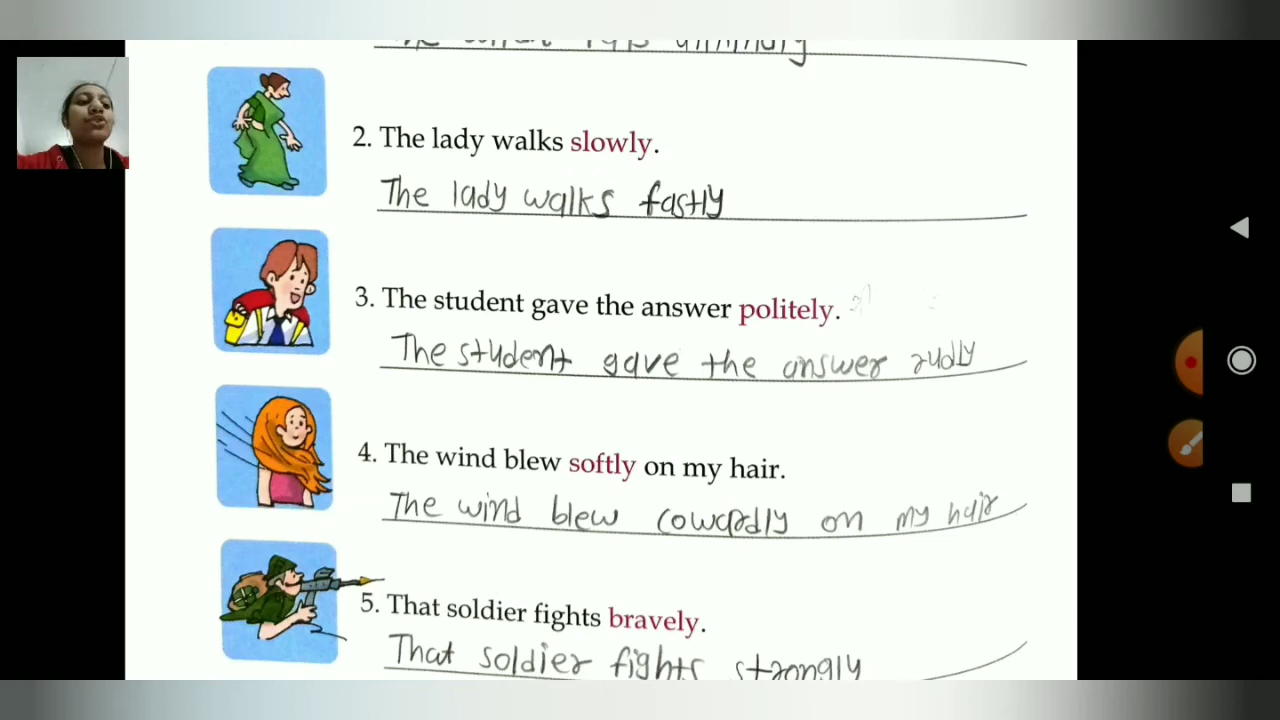 2. The lady walks slowly.
The lady walks fastly
3. The student gave the answer politely.
The student gave the answer rudly
4. The wind blew softly on my hair.
The wind blew cowardly on my hair
5. That soldier fights bravely.
That soldier fights strongly